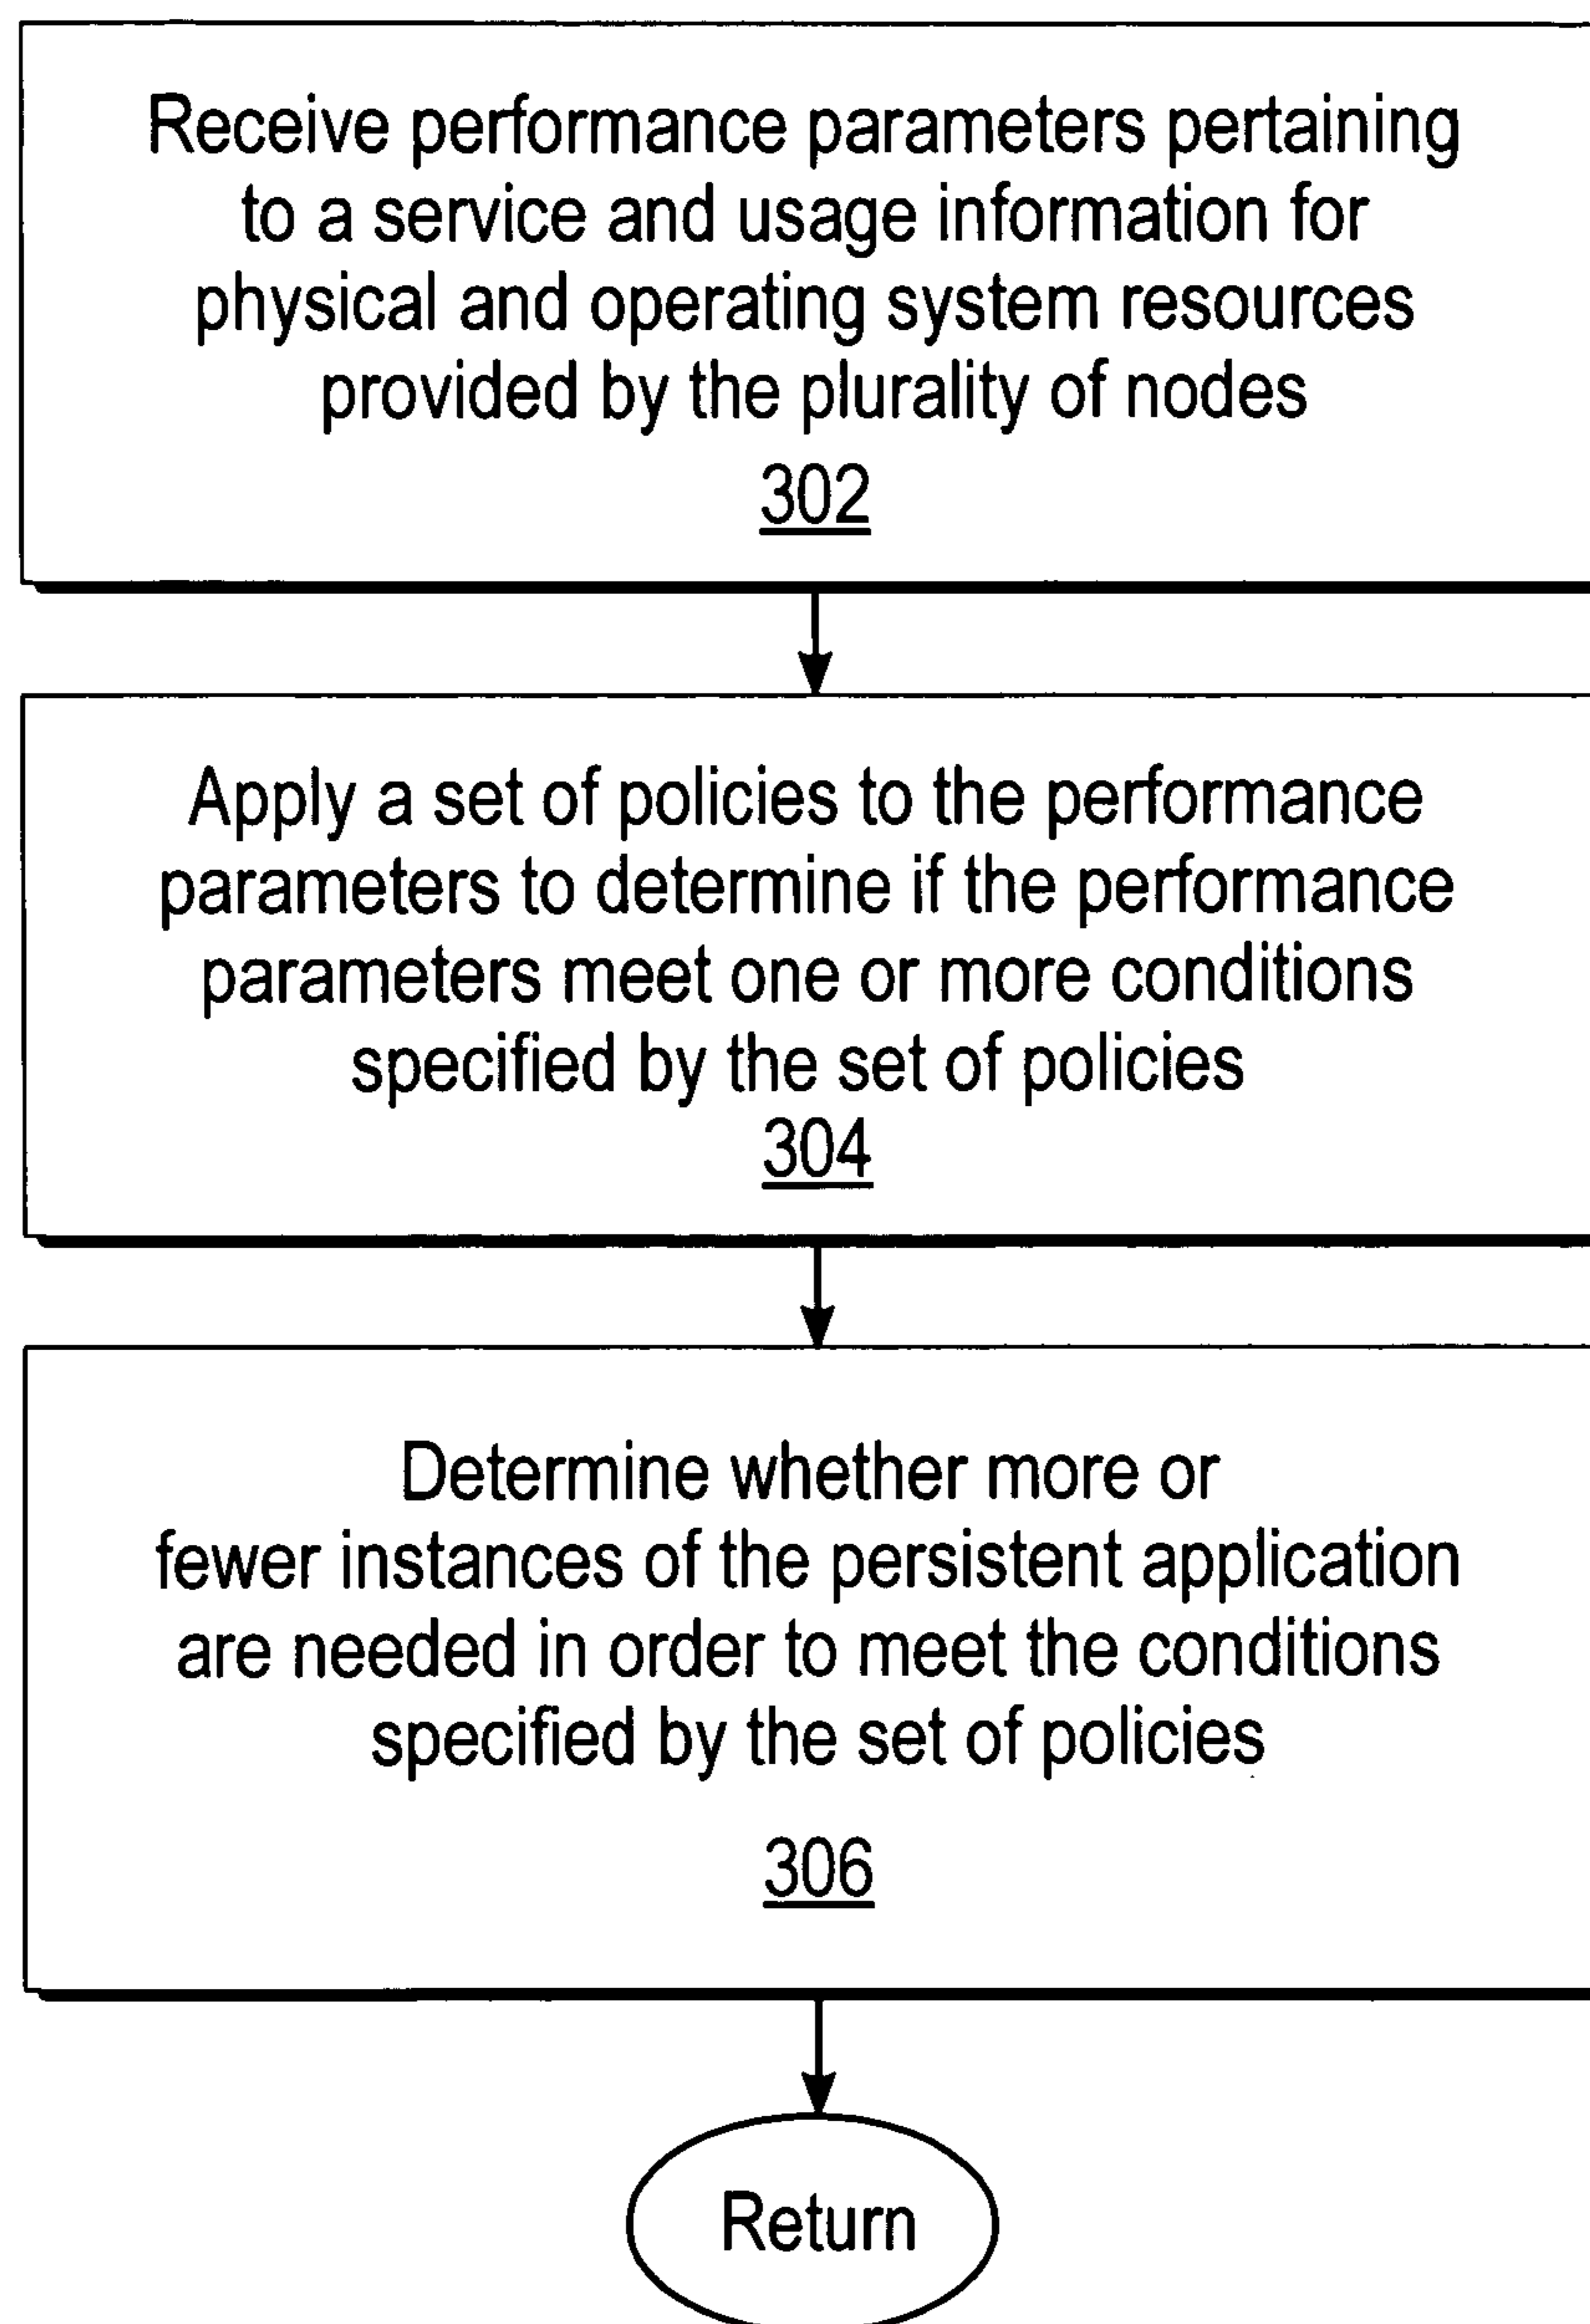 Receive performance parameters pertaining
to a service and usage information for
physical and operating system resources
provided by the plurality of nodes
302
Apply a set of policies to the performance
parameters to determine if the performance
parameters meet one or more conditions
specified by the set of policies
304
Determine whether more or
fewer instances of the persistent application
are needed in order to meet the conditions
specified by the set of policies
306
Return